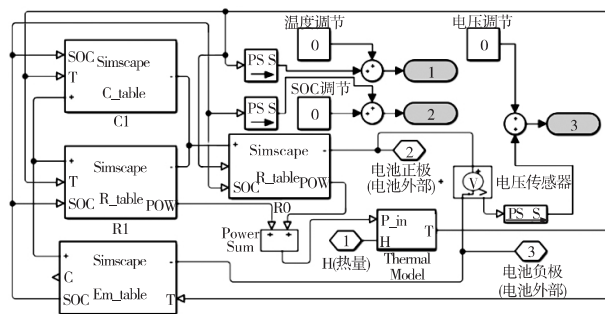 温度调节
电压调节
SOC
Simscape
PS S
0
0
T
C_table
1
-
+
SOC调节
C1
PS S
0
2
3
+
Simscape
-
Simscape
-
+
2
T
R_table
R_table
电池正极
(电池外部)
+
V
SOC
POW
SOC
POW
电压传感器
R1
R0
PS S
Power
Sum
P_in
T
+
Simscape
-
1
H
3
C
H(热量)
Thermal
Model
电池负极
(电池外部)
SOC
Em_table
T